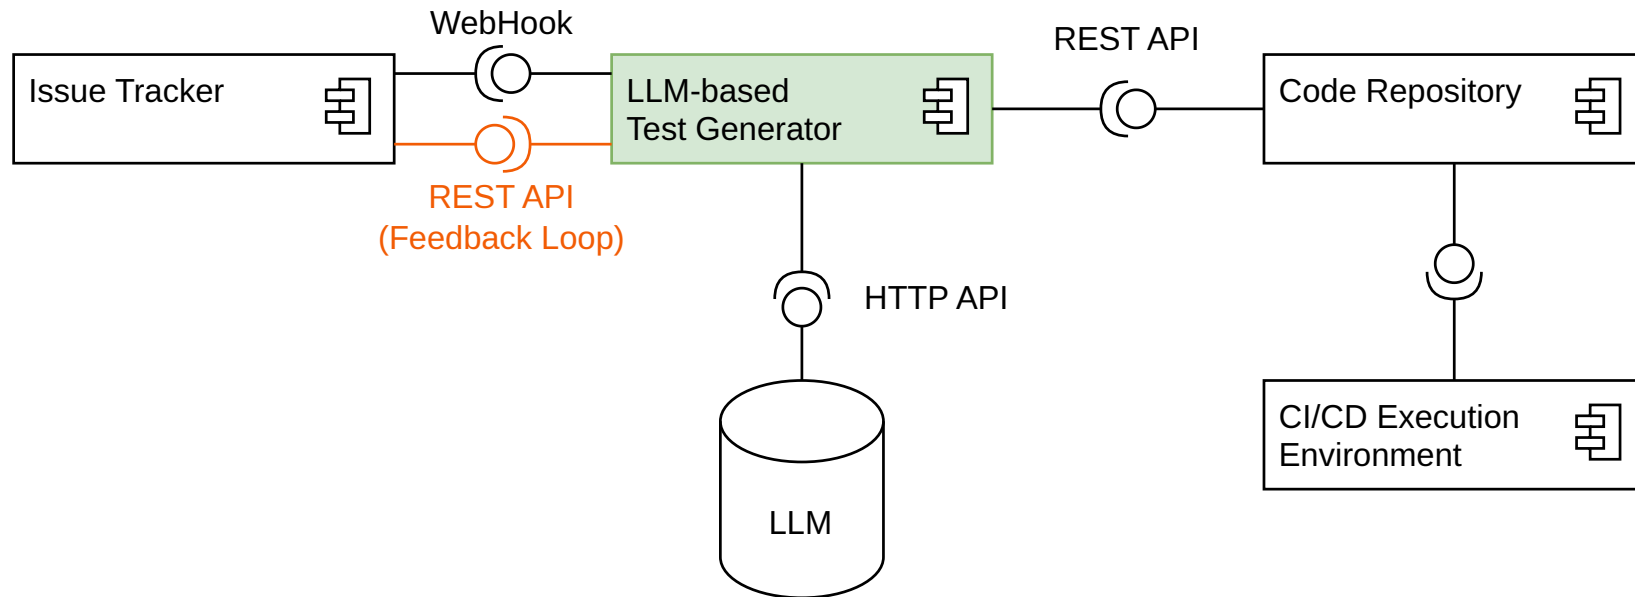 WebHook
REST API
Issue Tracker
LLM-based
Test Generator
Code Repository
REST API
(Feedback Loop)
HTTP API
CI/CD Execution
Environment
LLM